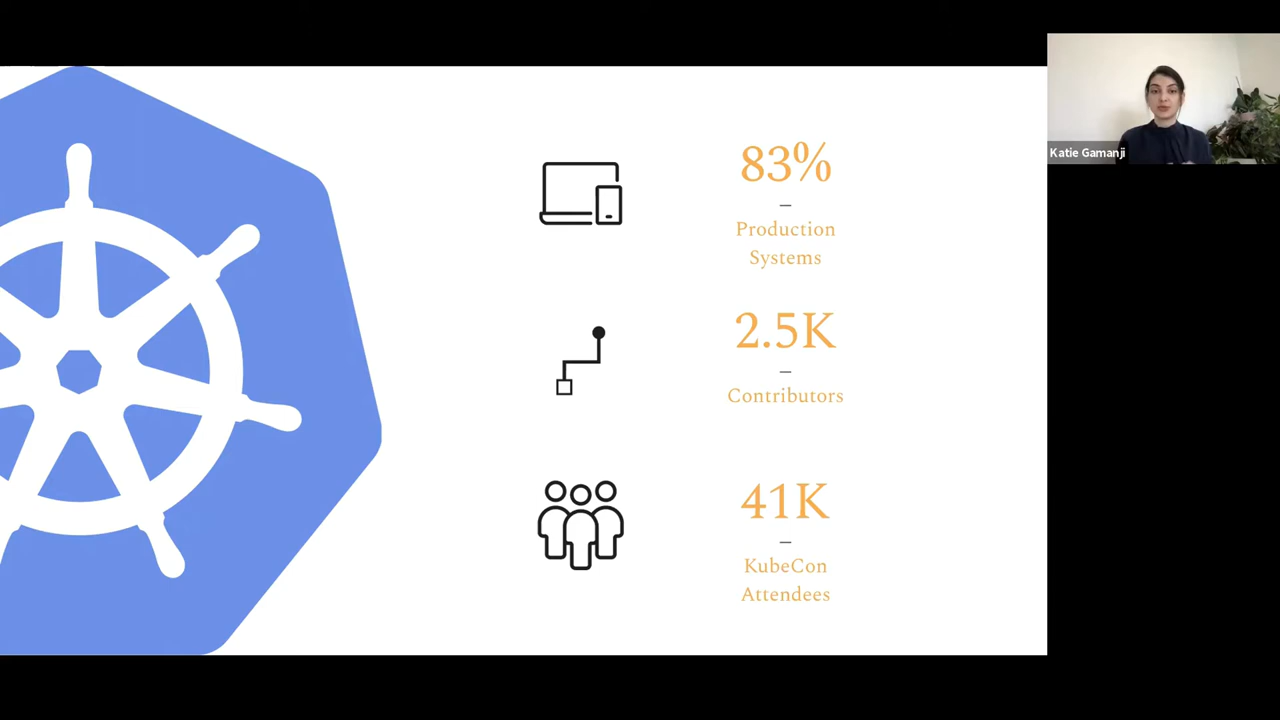 83%
–
Production
Systems
2.5K
–
Contributors
41K
–
KubeCon
Attendees
Katie Gamanji